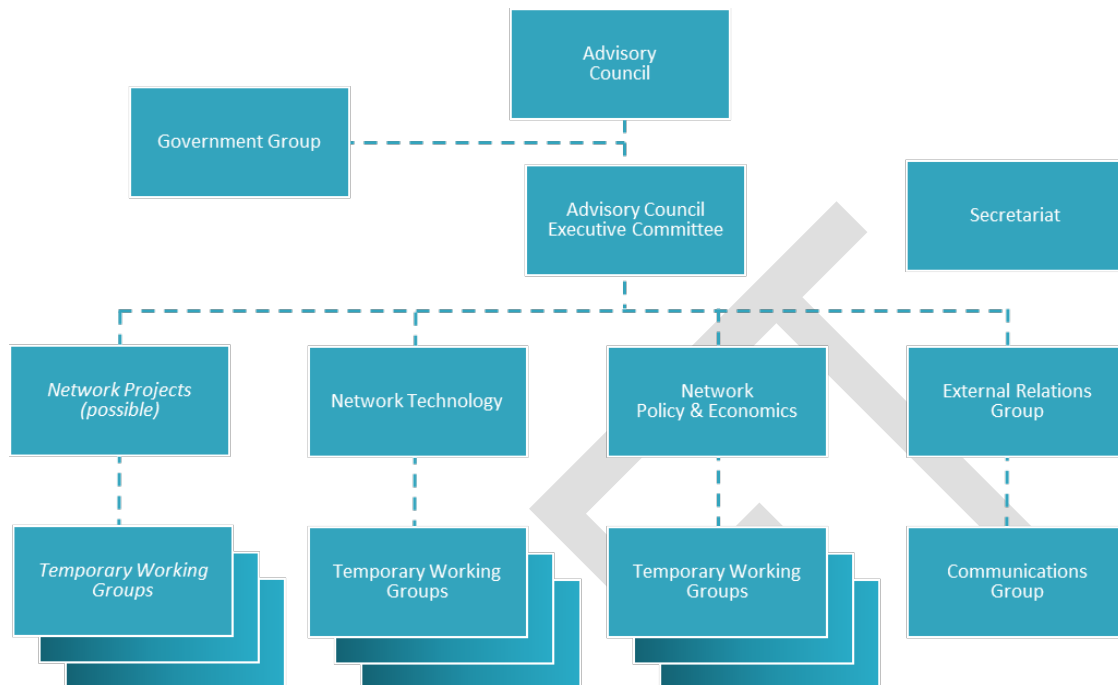 Advisory
Council
Government Group
Advisory Council
Executive Committee
Secretariat
Network Projects
(possible)
Network Technology
Network
Policy & Economics
External Relations
Group
Temporary Working
Groups
Temporary Working
Groups
Temporary Working
Groups
Communications
Group